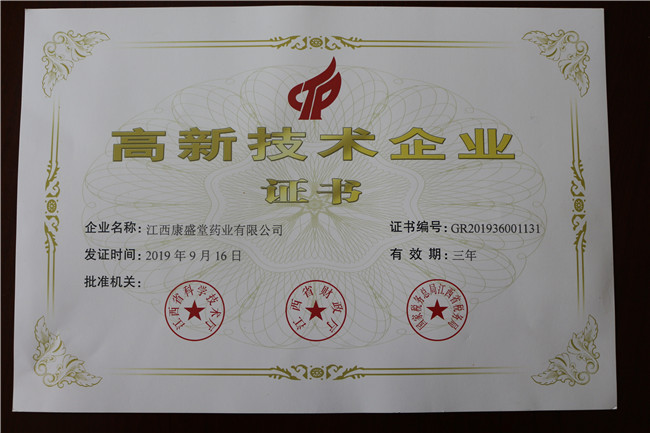 高新技术企业
证书
企业名称：江西康盛堂药业有限公司
证书编号：GR201936001131
发证时间：2019年9月16日
有效期：三年
批准机关：
江西省科学技术厅
江西省财政厅
国家税务总局江西省税务局